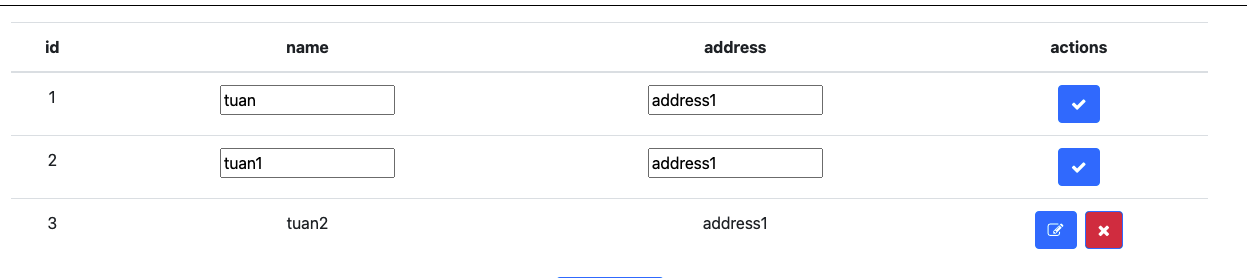 id name address actions
1 tuan address1
2 tuan1 address1
3 tuan2 address1